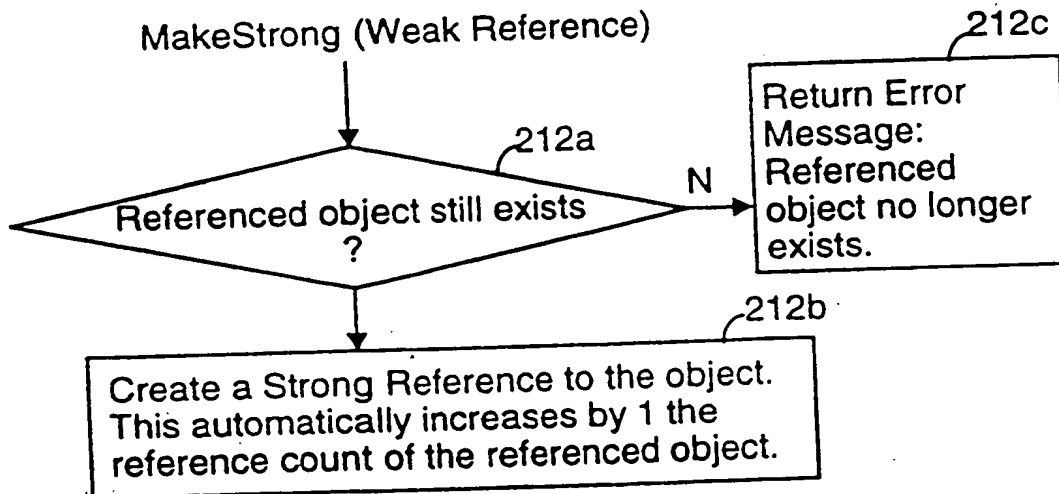 MakeStrong (Weak Reference)
212c
Return Error
Message:
Referenced
object no longer
exists.
212a
N
Referenced object still exists
?
212b
Create a Strong Reference to the object.
This automatically increases by 1 the
reference count of the referenced object.